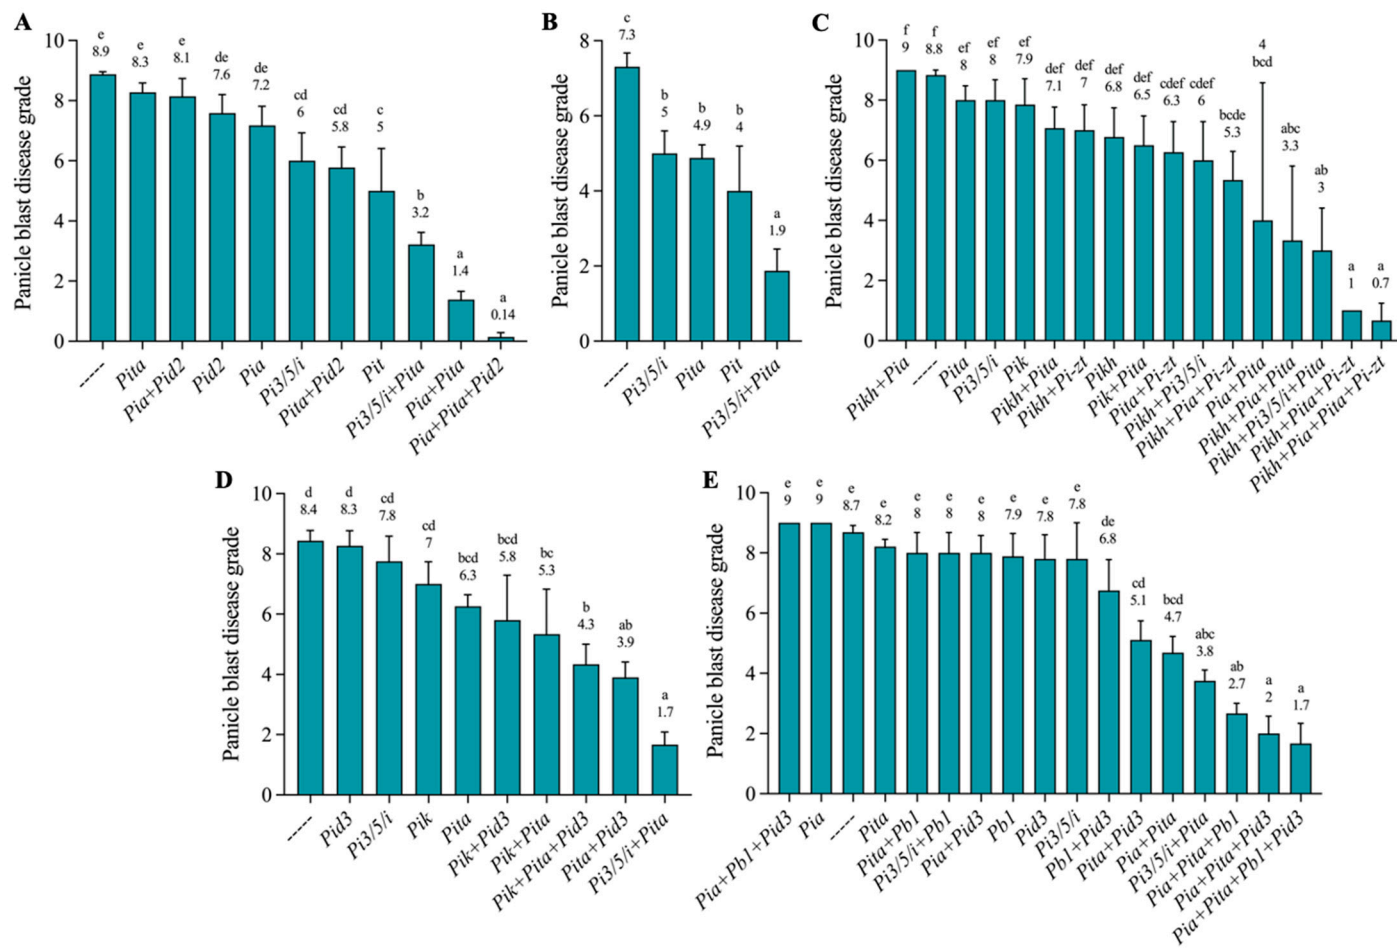 A
Panicle blast disease grade
10
8
6
4
2
0
e e e de de cd cd c b a a
8.9 8.3 8.1 7.6 7.2 6 5.8 5 3.2 1.4 0.14
-----
Pita
Pia+Pid2
Pid2
Pia
Pi3/5/i
Pita+Pid2
Pit
Pi3/5/i+Pita
Pia+Pita
Pia+Pita+Pid2
B
Panicle blast disease grade
8
6
4
2
0
c b b b a
7.3 5 4.9 4 1.9
-----
Pi3/5/i
Pita
Pit
Pi3/5/i+Pita
C
Panicle blast disease grade
10
8
6
4
2
0
f f ef ef ef def def def def cdef cdef bcde bcd abc ab a a
9 8.8 8 8 7.9 7.1 7 6.8 6.5 6.3 6 5.3 4 3.3 3 1 0.7
Pikh+Pia
-----
Pita
Pi3/5/i
Pik
Pikh+Pita
Pikh+Pi-zt
Pikh
Pik+Pita
Pita+Pi-zt
Pikh+Pi3/5/i
Pikh+Pia+Pi-zt
Pia+Pita
Pikh+Pia+Pita
Pikh+Pi3/5/i+Pita
Pikh+Pita+Pi-zt
Pikh+Pia+Pita+Pi-zt
D
Panicle blast disease grade
10
8
6
4
2
0
d d cd cd bcd bcd bc b ab a
8.4 8.3 7.8 7 6.3 5.8 5.3 4.3 3.9 1.7
-----
Pid3
Pi3/5/i
Pik
Pita
Pik+Pid3
Pik+Pita
Pik+Pita+Pid3
Pita+Pid3
Pi3/5/i+Pita
E
Panicle blast disease grade
10
8
6
4
2
0
e e e e e e e e e e de cd bcd abc ab a a
9 9 8.7 8.2 8 8 8 7.9 7.8 7.8 6.8 5.1 4.7 3.8 2.7 2 1.7
Pia+Pb1+Pid3
Pia
-----
Pita
Pita+Pb1
Pi3/5/i+Pb1
Pia+Pid3
Pb1
Pid3
Pi3/5/i
Pb1+Pid3
Pita+Pid3
Pia+Pita
Pi3/5/i+Pita
Pia+Pita+Pb1
Pia+Pita+Pid3
Pia+Pita+Pb1+Pid3